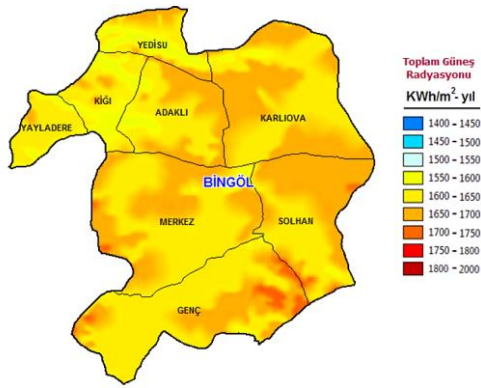 YEDİSU
KİĞI
ADAKLI
YAYLADERE
KARLIOVA
BİNGÖL
MERKEZ
SOLHAN
GENÇ
Toplam Güneş
Radyasyonu
KWh/m²- yıl
1400 - 1450
1450 - 1500
1500 - 1550
1550 - 1600
1600 - 1650
1650 - 1700
1700 - 1750
1750 - 1800
1800 - 2000